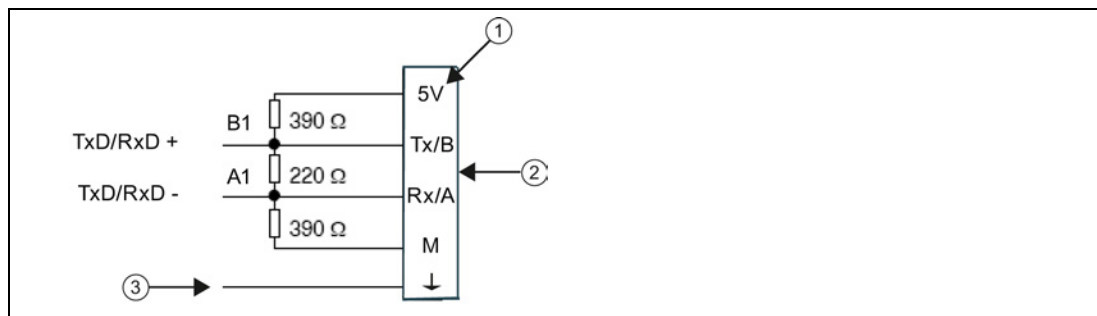 1
5V
B1 390 Ω
TxD/RxD + Tx/B
A1 220 Ω 2
TxD/RxD - Rx/A
390 Ω
M
3